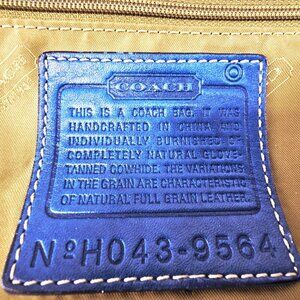 COACH
THIS IS A COACH BAG. IT WAS
HANDCRAFTED IN CHINA AND
INDIVIDUALLY BURNISHED OF
COMPLETELY NATURAL GLOVE
TANNED COWHIDE. THE VARIATIONS
IN THE GRAIN ARE CHARACTERISTIC
OF NATURAL FULL GRAIN LEATHER.
NºH043-9564